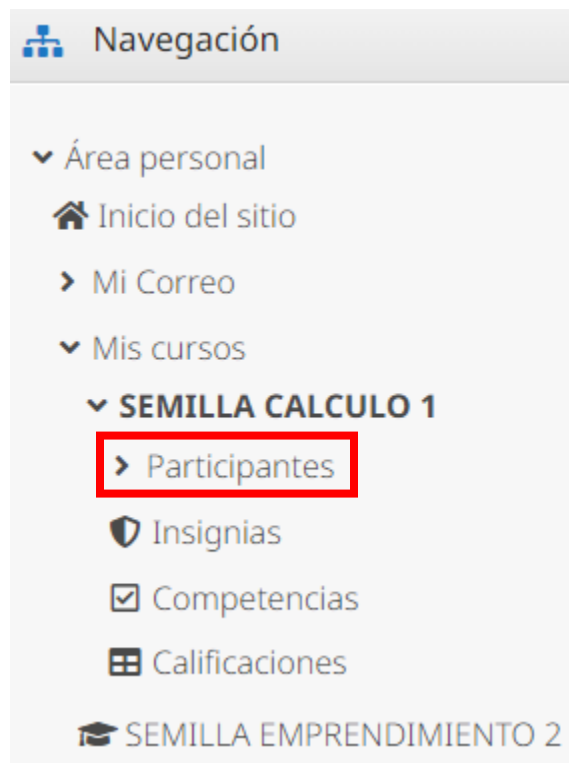 Navegación
Área personal
Inicio del sitio
Mi Correo
Mis cursos
SEMILLA CALCULO 1
Participantes
Insignias
Competencias
Calificaciones
SEMILLA EMPRENDIMIENTO 2